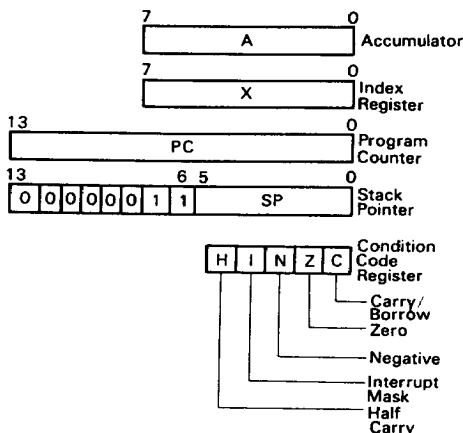 7 0
A Accumulator
7 0
X Index
Register
13 0
PC Program
Counter
13 6 5 0
0 0 0 0 0 0 1 1 SP Stack
Pointer
Condition
Code
Register
H I N Z C
Carry/
Borrow
Zero
Negative
Interrupt
Mask
Half
Carry